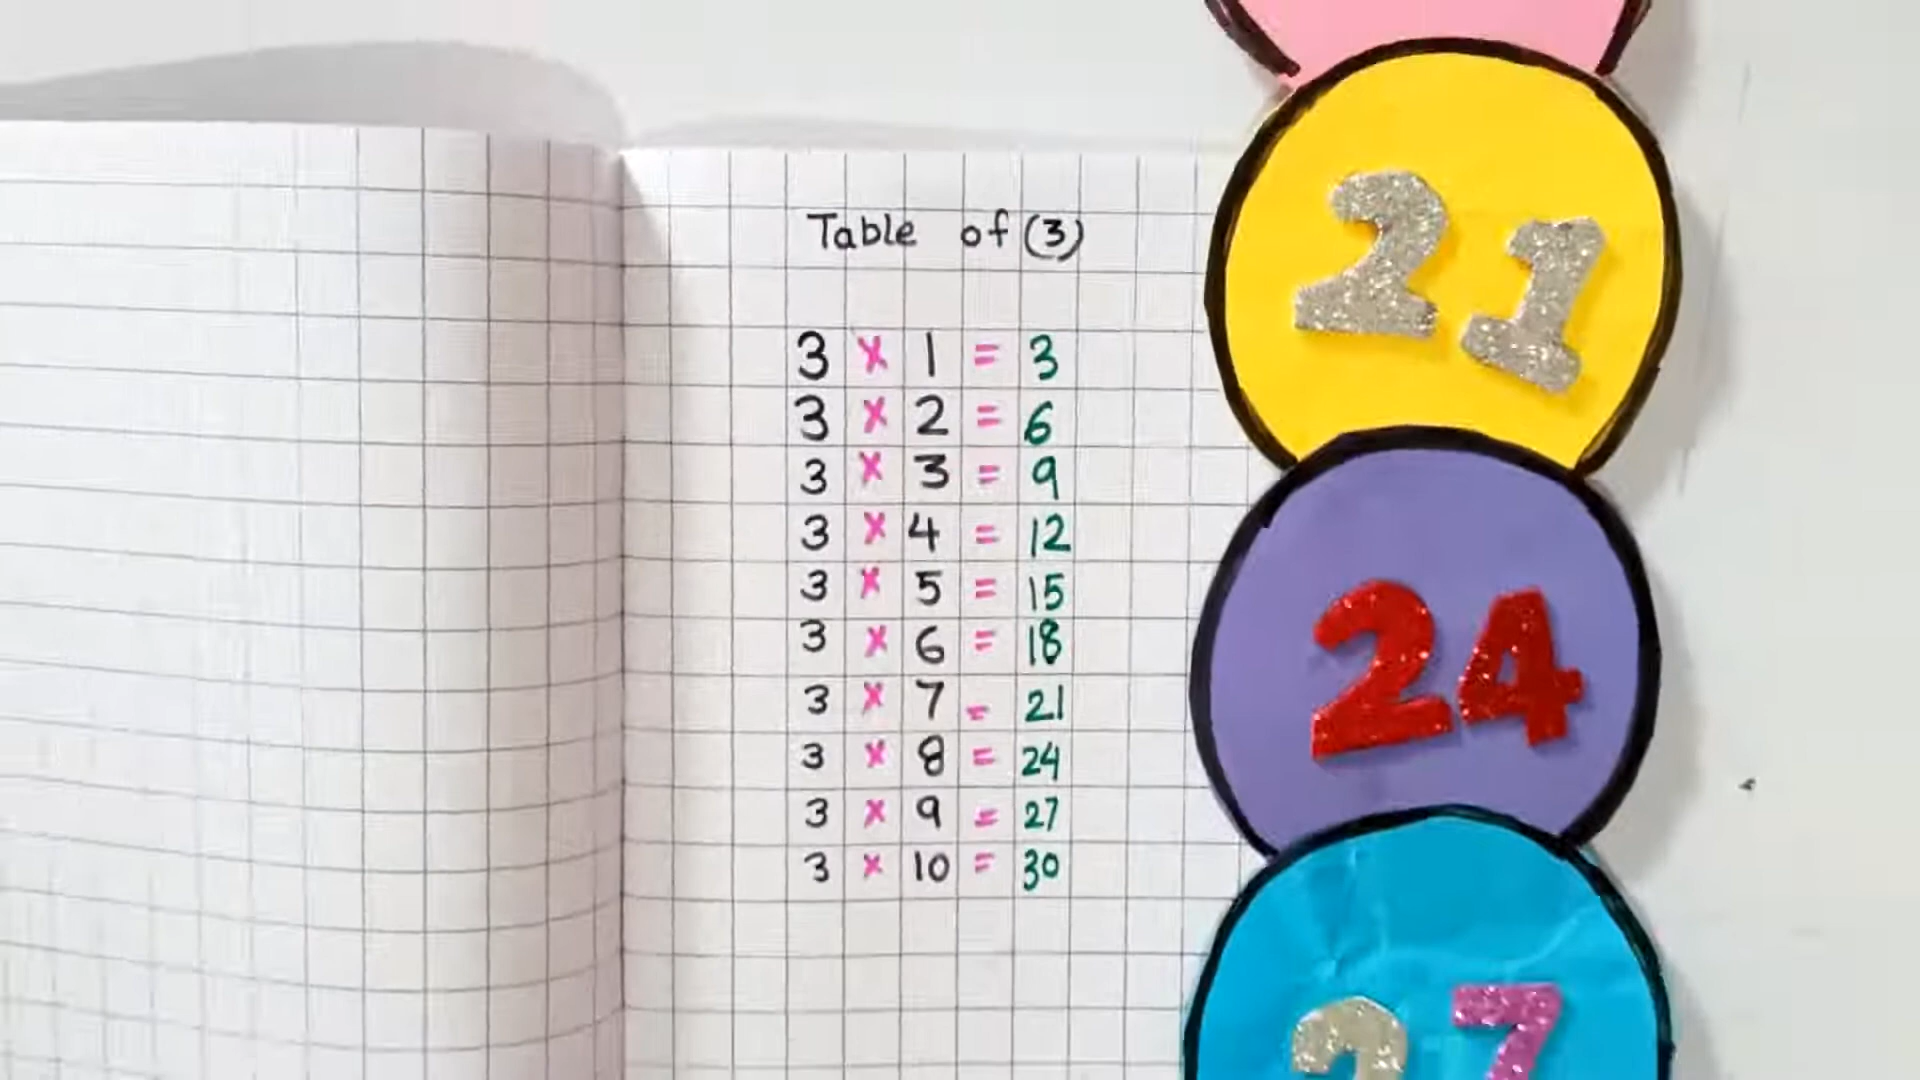 Table of (3)
3 × 1 = 3
3 × 2 = 6
3 × 3 = 9
3 × 4 = 12
3 × 5 = 15
3 × 6 = 18
3 × 7 = 21
3 × 8 = 24
3 × 9 = 27
3 × 10 = 30
21
24
27